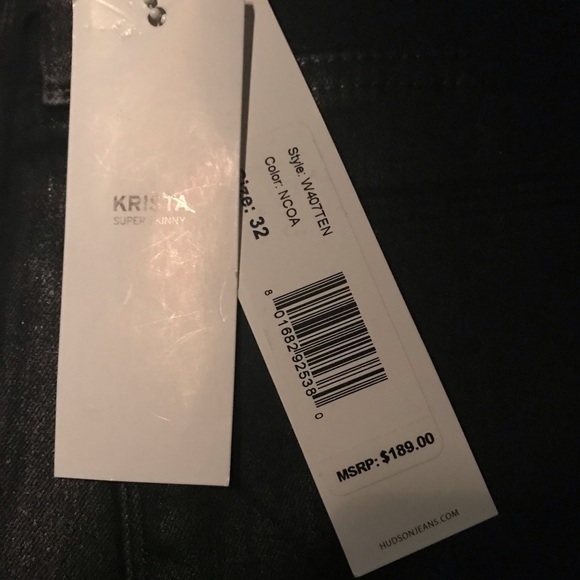 KRISTA
SUPER SKINNY
Style: W407TEN
Color: NCOA
Size: 32
8 01682 92538 0
MSRP: $189.00
HUDSONJEANS.COM